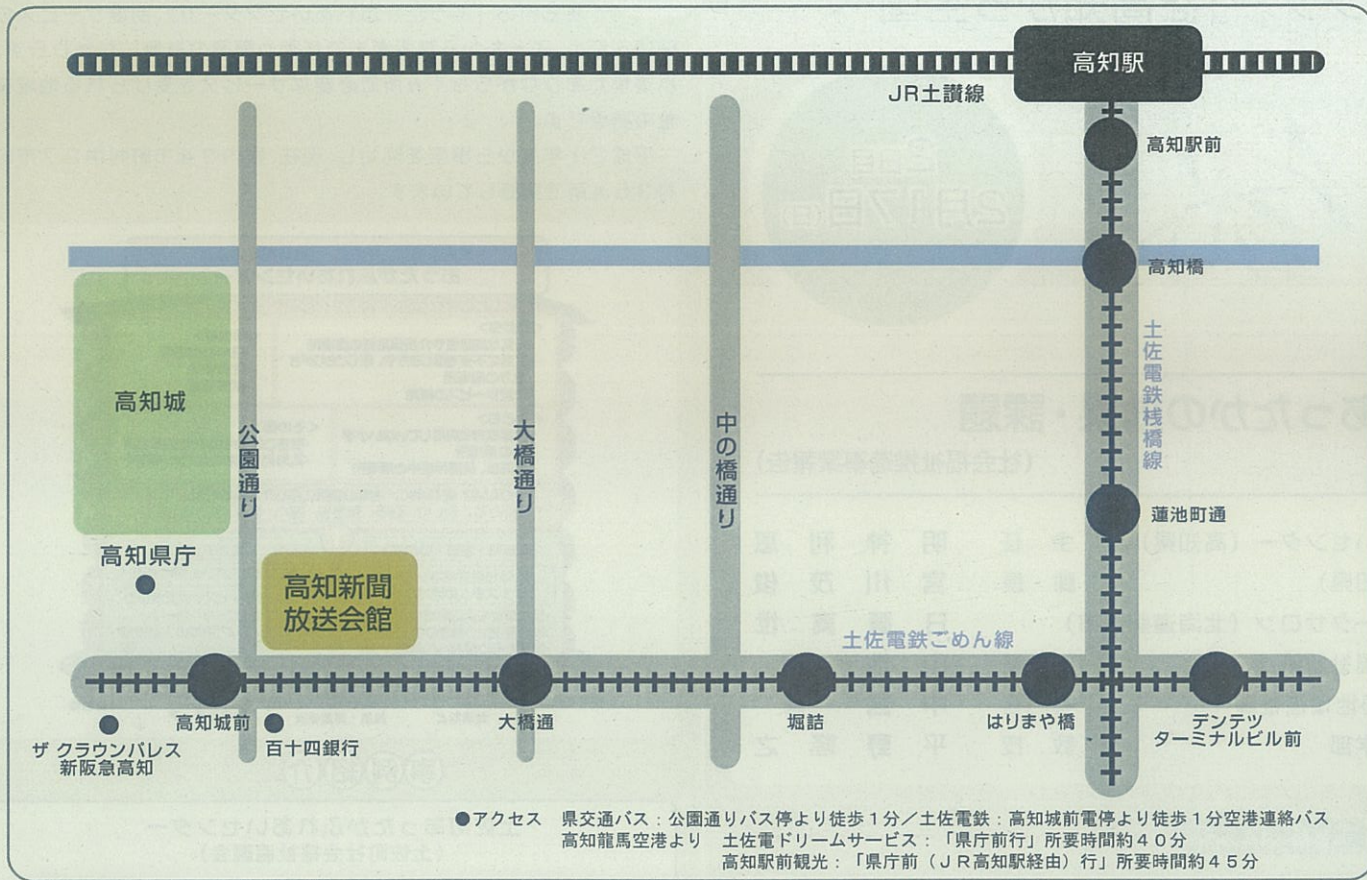 高知駅
JR土讃線
高知駅前
高知橋
土佐電鉄桟橋線
高知城
公園通り
大橋通り
中の橋通り
蓮池町通
高知県庁
高知新聞
放送会館
土佐電鉄ごめん線
高知城前
大橋通
堀詰
はりまや橋
デンテツ
ターミナルビル前
ザ クラウンパレス
新阪急高知
百十四銀行
●アクセス 県交通バス：公園通りバス停より徒歩1分／土佐電鉄：高知城前電停より徒歩1分空港連絡バス
高知龍馬空港より 土佐電ドリームサービス：「県庁前行」所要時間約40分
高知駅前観光：「県庁前（JR高知駅経由）行」所要時間約45分